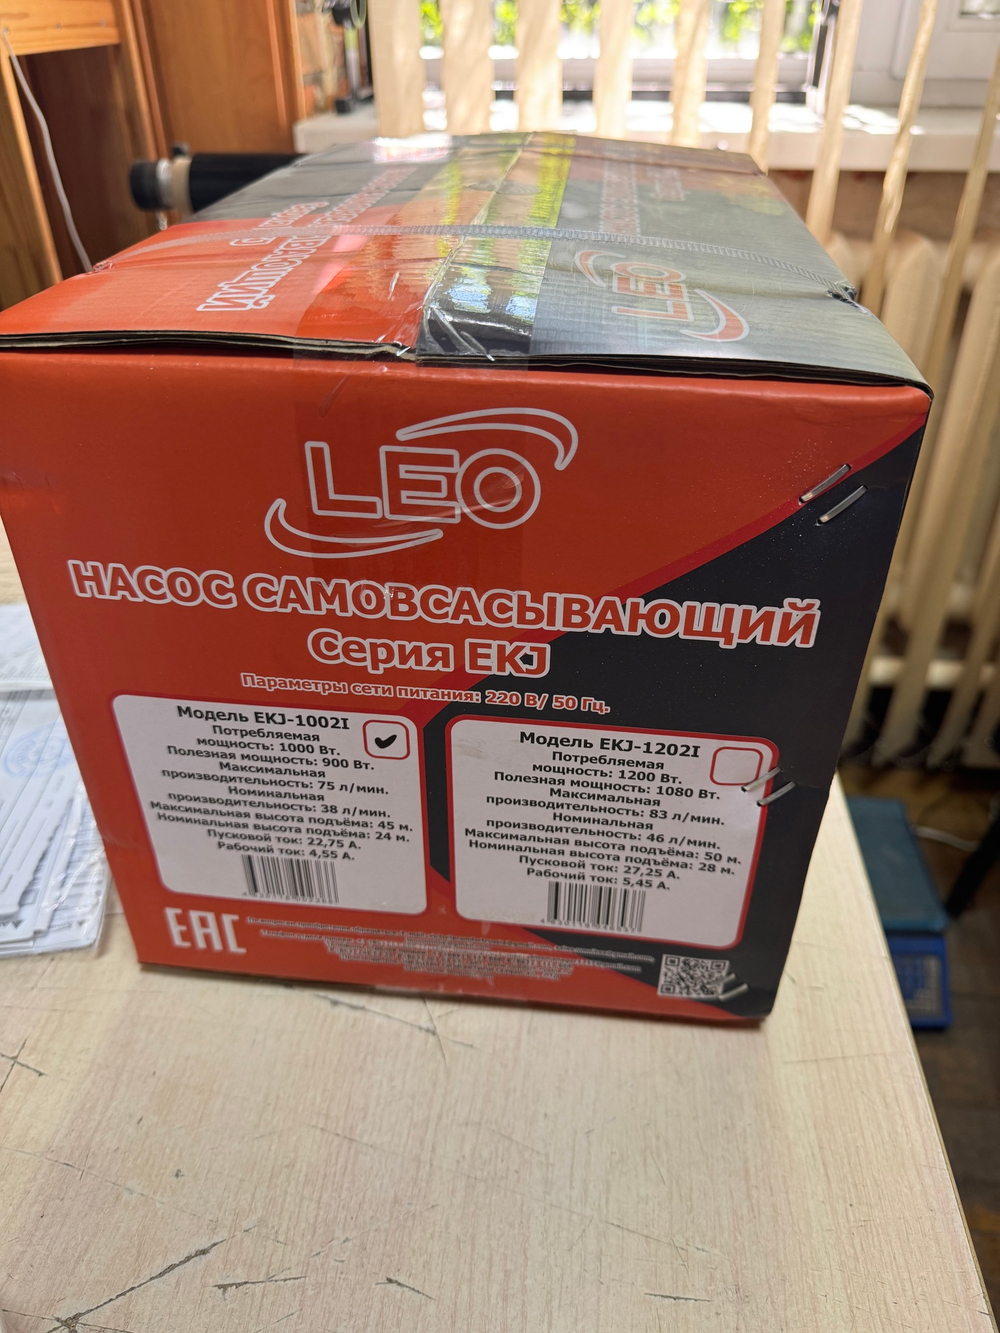 LEO
LEO
НАСОС САМОВСАСЫВАЮЩИЙ
Серия EKJ
Параметры сети питания: 220 В/ 50 Гц.
Модель EKJ-1002I
Потребляемая
мощность: 1000 Вт.
Полезная мощность: 900 Вт.
Максимальная
производительность: 75 л/мин.
Номинальная
производительность: 38 л/мин.
Максимальная высота подъёма: 45 м.
Номинальная высота подъёма: 24 м.
Пусковой ток: 22,75 А.
Рабочий ток: 4,55 А.
Модель EKJ-1202I
Потребляемая
мощность: 1200 Вт.
Полезная мощность: 1080 Вт.
Максимальная
производительность: 83 л/мин.
Номинальная
производительность: 46 л/мин.
Максимальная высота подъёма: 50 м.
Номинальная высота подъёма: 28 м.
Пусковой ток: 27,25 А.
Рабочий ток: 5,45 А.
EAC